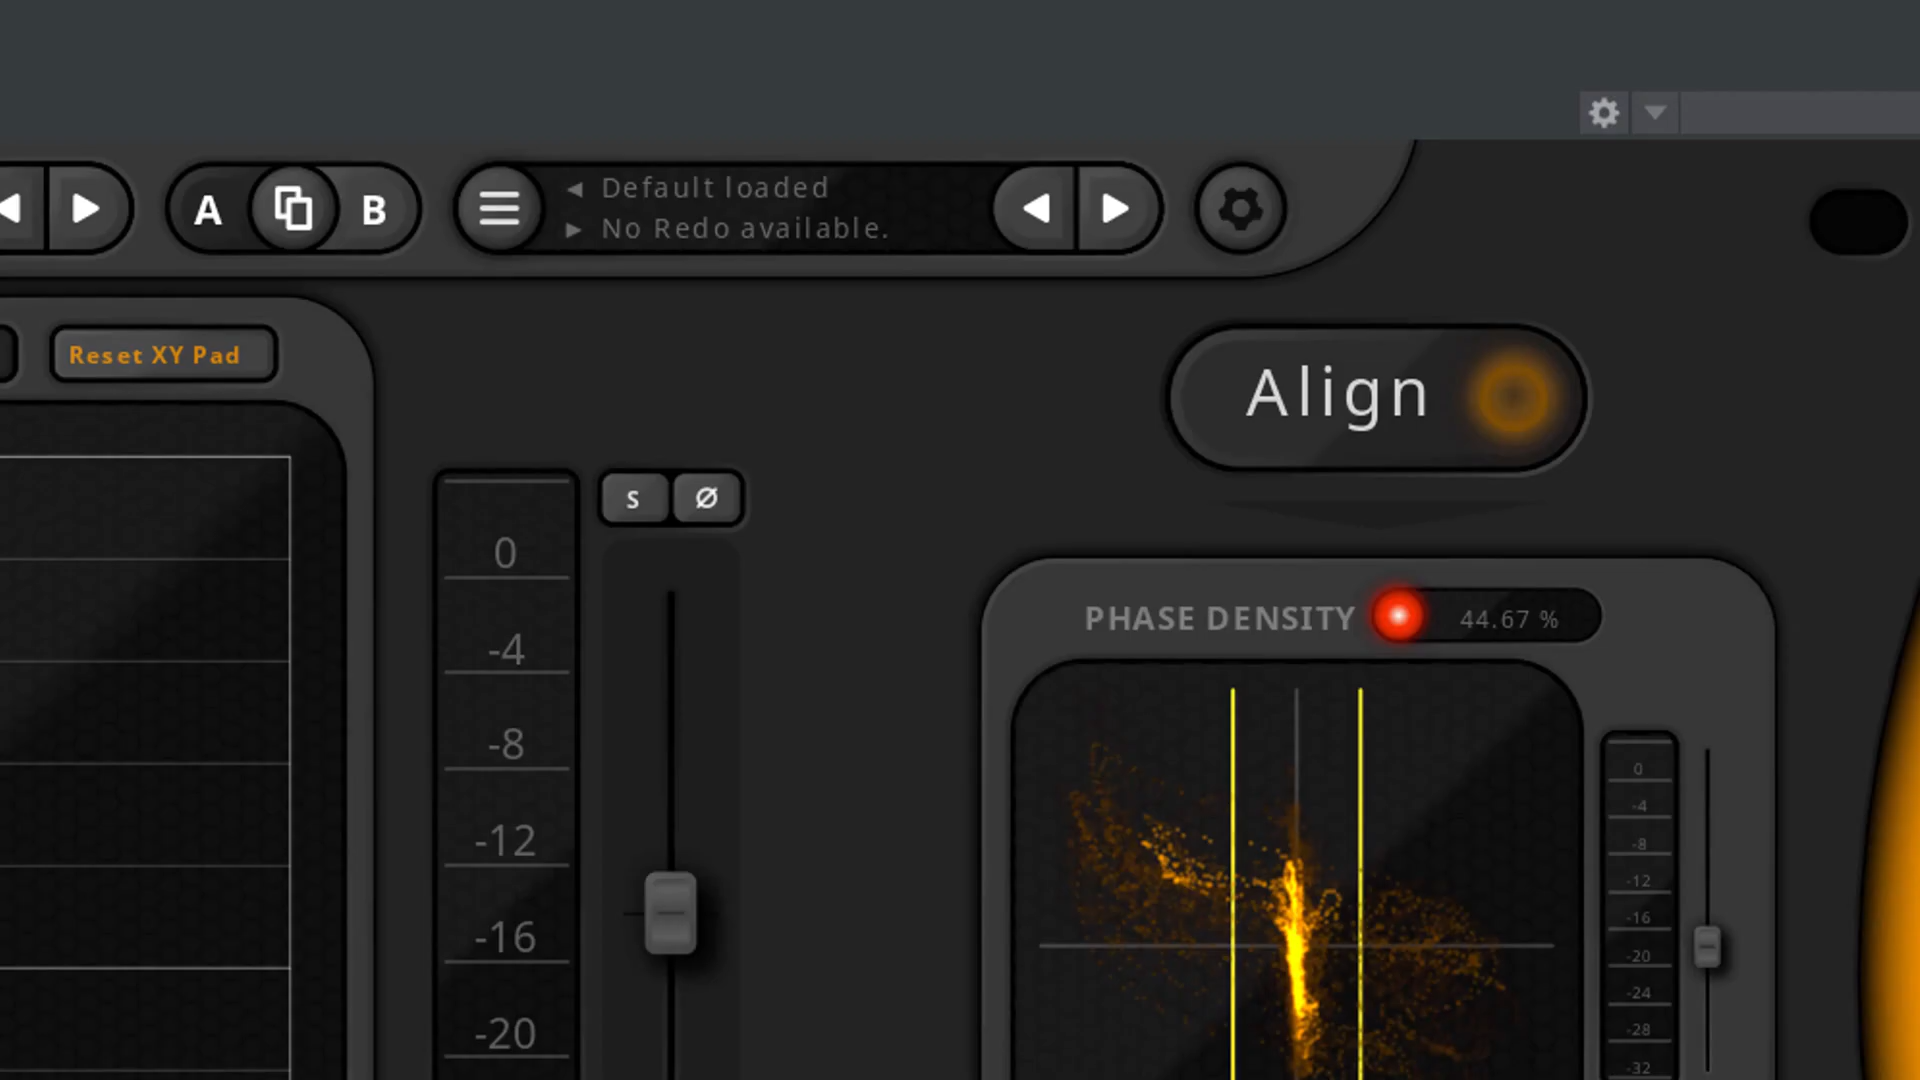 A
B
Default loaded
No Redo available.
Reset XY Pad
Align
S
Ø
0
-4
-8
-12
-16
-20
PHASE DENSITY
44.67 %
0
-4
-8
-12
-16
-20
-24
-28
-32